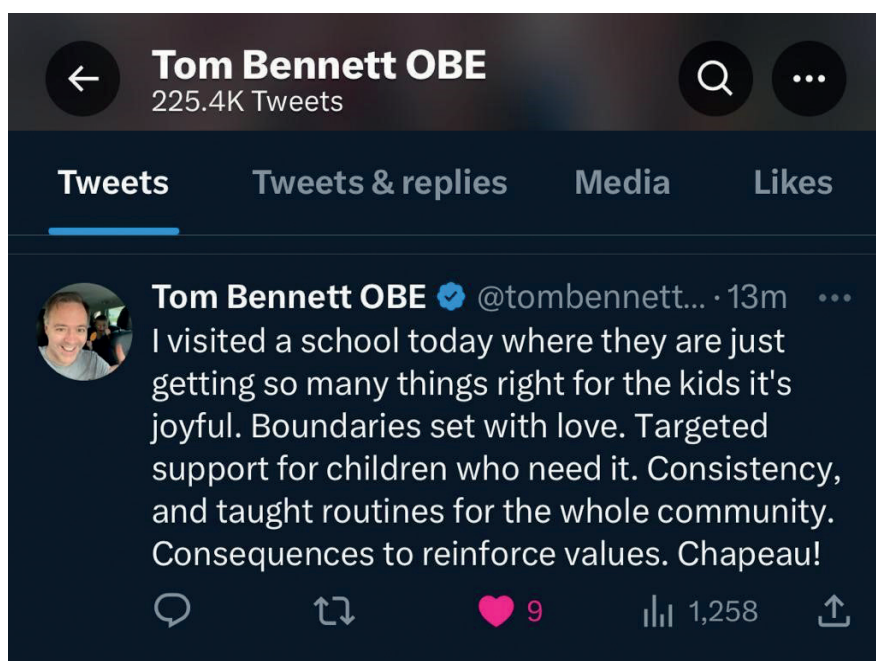 Tom Bennett OBE
225.4K Tweets
Tweets Tweets & replies Media Likes
Tom Bennett OBE @tombennett... · 13m
I visited a school today where they are just
getting so many things right for the kids it's
joyful. Boundaries set with love. Targeted
support for children who need it. Consistency,
and taught routines for the whole community.
Consequences to reinforce values. Chapeau!
9 1,258